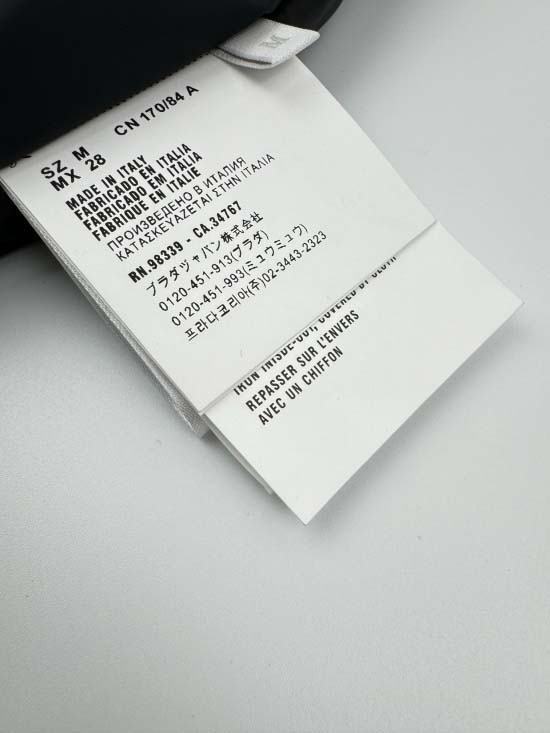 M
SZ M CN 170/84 A
MX 28
MADE IN ITALY
FABRICADO EN ITALIA
FABRICADO EM ITALIA
FABRIQUE EN ITALIE
ПРОИЗВЕДЕНО В ИТАЛИЯ
ΚΑΤΑΣΚΕΥΑΖΕΤΑΙ ΣΤΗΝ ΙΤΑΛΙΑ
RN.98339 - CA.34767
プラダジャパン株式会社
0120-451-913(プラダ)
0120-451-993(ミュウミュウ)
프라다코리아(주)02-3443-2323
IRON INSIDE-OUT, COVERED BY CLOTH
REPASSER SUR L'ENVERS
AVEC UN CHIFFON